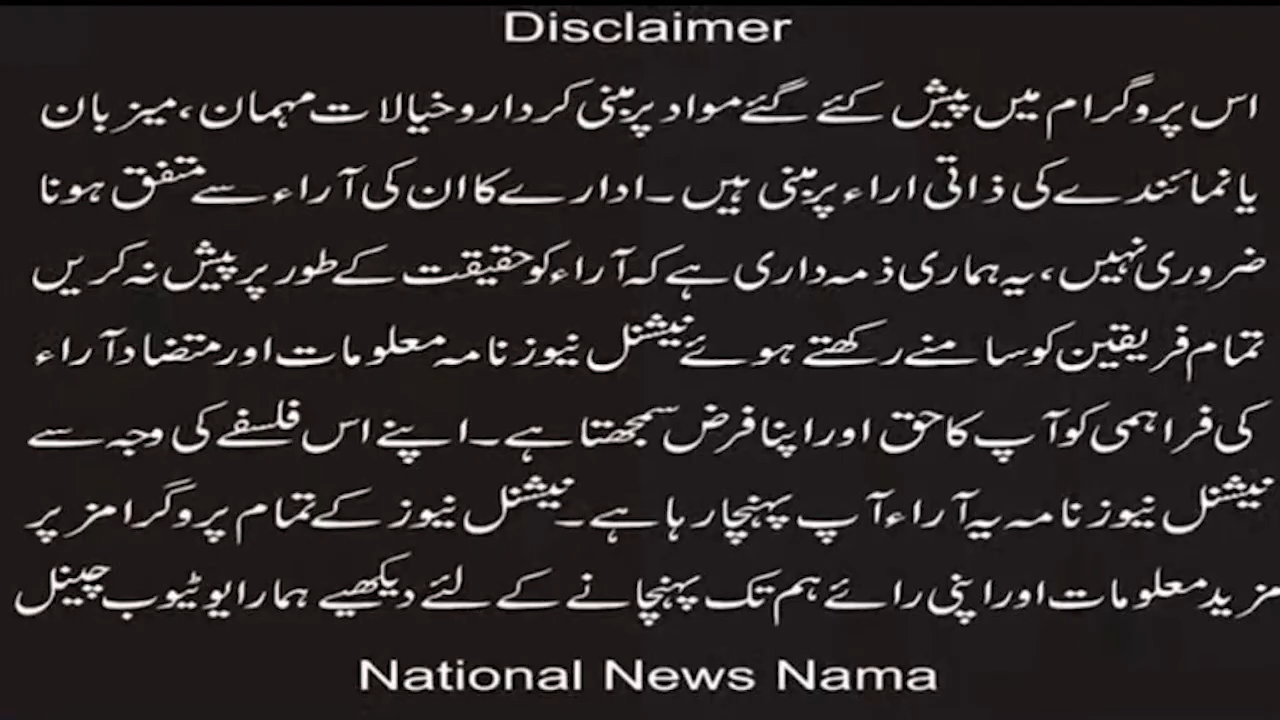 Disclaimer
اس پروگرام میں پیش کئے گئے مواد پر مبنی کردار و خیالات مہمان، میزبان
یا نمائندے کی ذاتی اراء پر مبنی ہیں۔ ادارے کا ان کی آراء سے متفق ہونا
ضروری نہیں، یہ ہماری ذمہ داری ہے کہ آراء کو حقیقت کے طور پر پیش نہ کریں
تمام فریقین کو سامنے رکھتے ہوئے نیشنل نیوز نامہ معلومات اور متضاد آراء
کی فراہمی کو آپ کا حق اور اپنا فرض سمجھتا ہے۔ اپنے اس فلسفے کی وجہ سے
نیشنل نیوز نامہ یہ آراء آپ پہنچا رہا ہے۔ نیشنل نیوز کے تمام پروگرامز پر
مزید معلومات اور اپنی رائے ہم تک پہنچانے کے لئے دیکھیے ہمارا یوٹیوب چینل
National News Nama